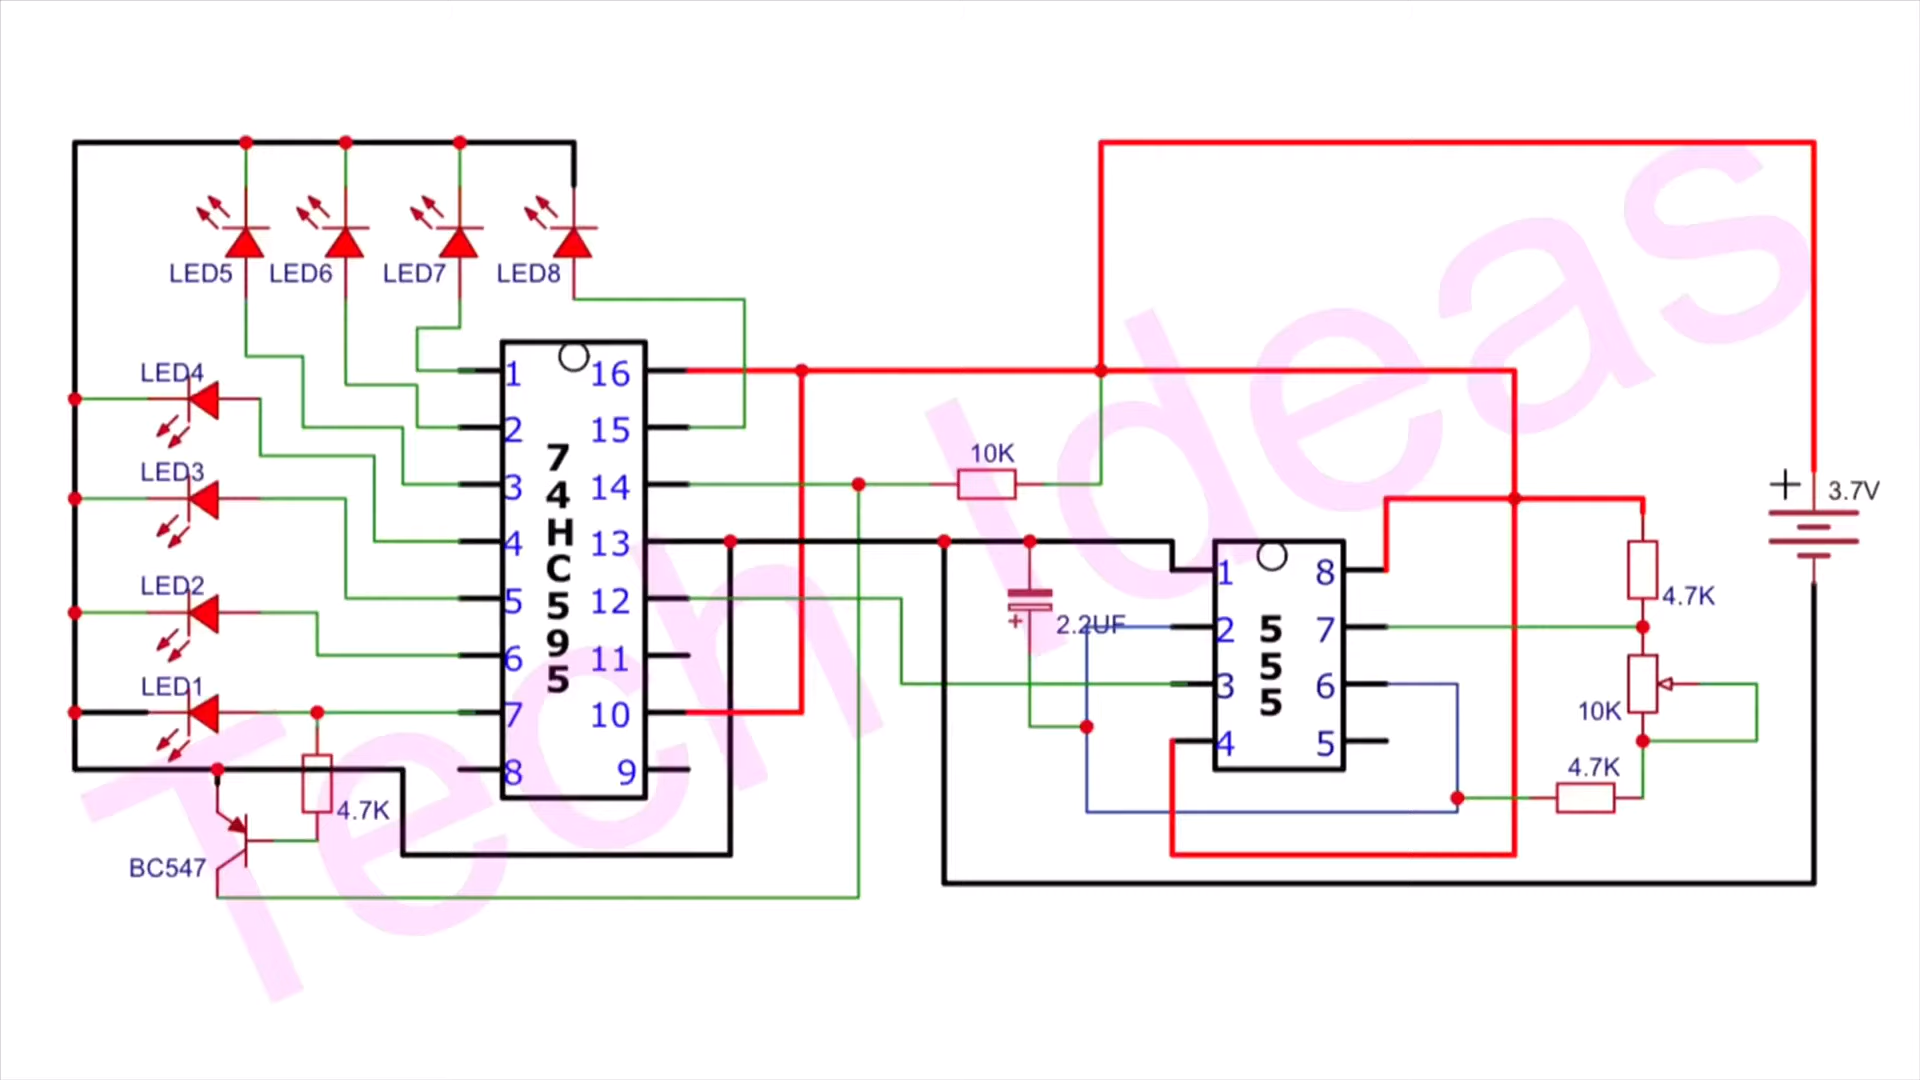 LED5 LED6 LED7 LED8
LED4
LED3
LED2
LED1
4.7K
BC547
1 16
2 15
3 14
4 13
5 12
6 11
7 10
8 9
74HC595
10K
2.2UF
+
1 8
2 7
3 6
4 5
555
4.7K
10K
4.7K
+ 3.7V
Tech Ideas